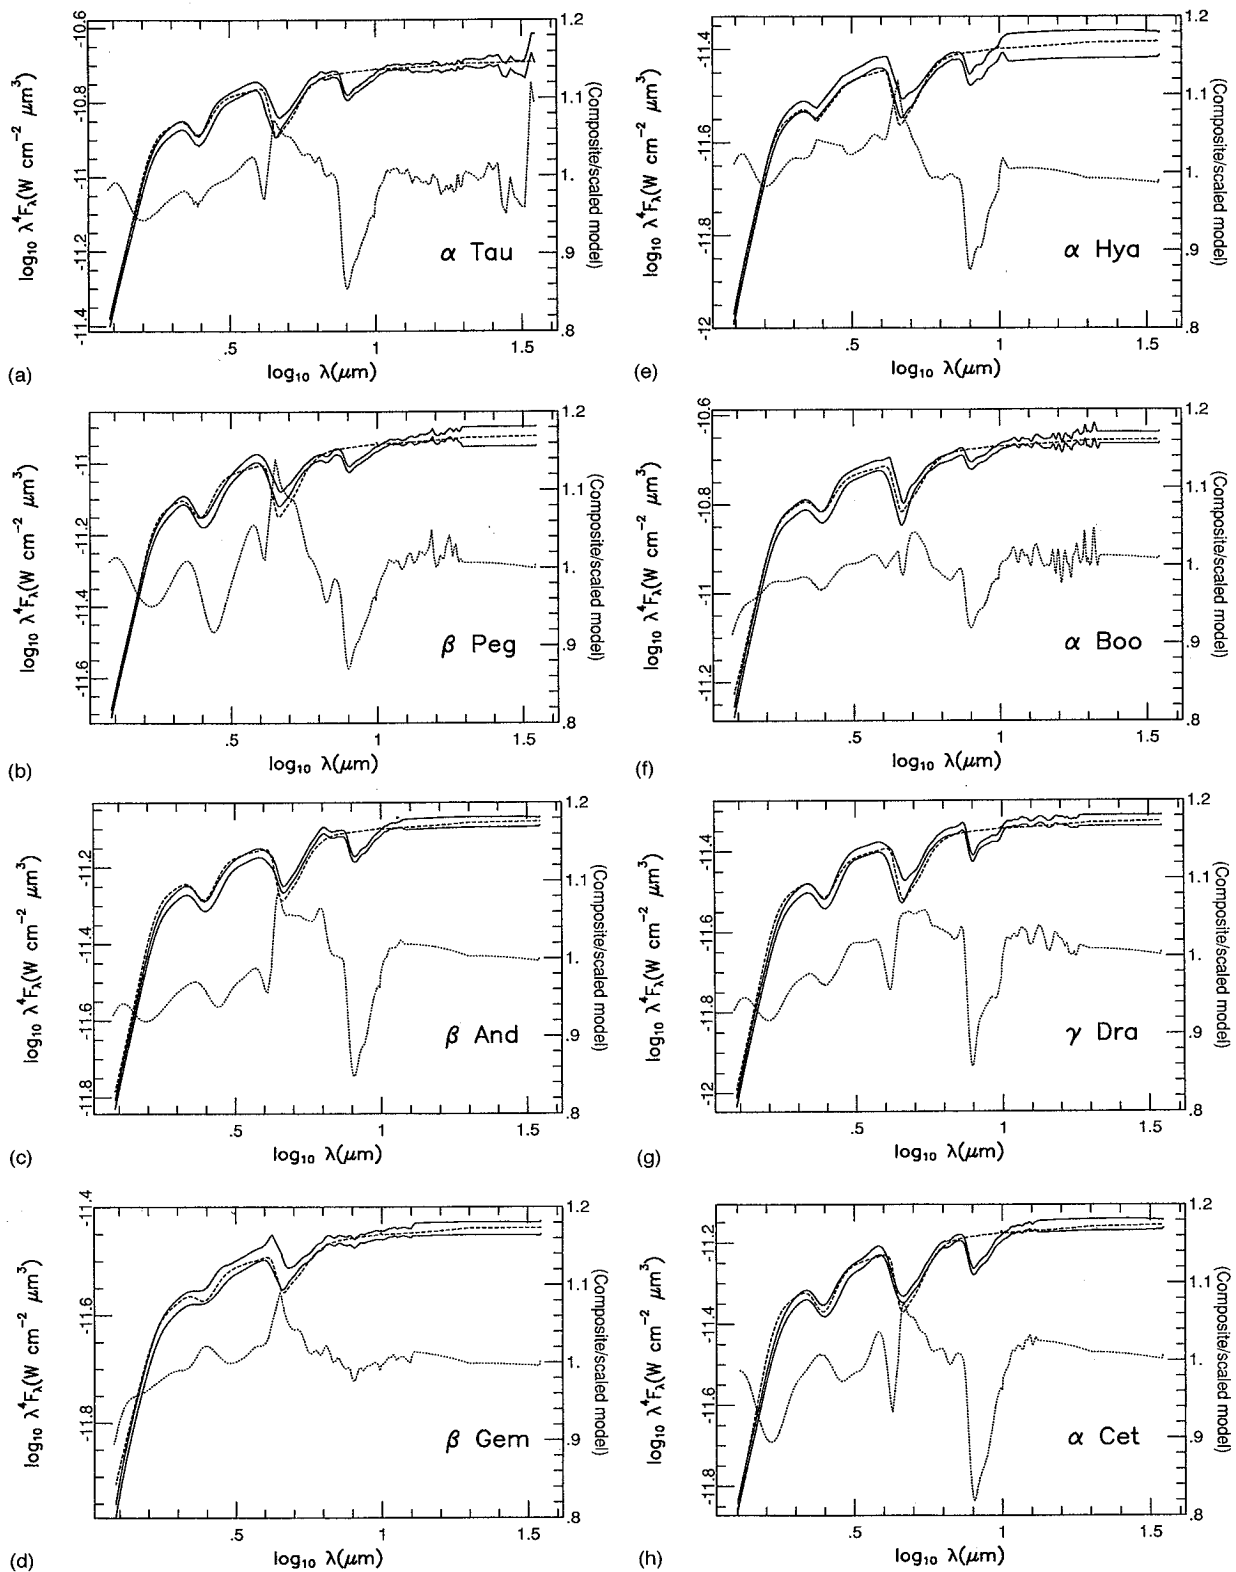 log₁₀ λ⁴Fλ(W cm⁻² μm³)
-10.6
-10.8
-11
-11.2
-11.4
1.2
1.1
1.
.9
.8
(Composite/scaled model)
α Tau
.5
1
1.5
(a)
log₁₀ λ(μm)
log₁₀ λ⁴Fλ(W cm⁻² μm³)
-11.4
-11.6
-11.8
-12
1.2
1.1
1.
.9
.8
(Composite/scaled model)
α Hya
.5
1
1.5
(e)
log₁₀ λ(μm)
log₁₀ λ⁴Fλ(W cm⁻² μm³)
-11
-11.2
-11.4
-11.6
1.2
1.1
1.
.9
.8
(Composite/scaled model)
β Peg
.5
1
1.5
(b)
log₁₀ λ(μm)
log₁₀ λ⁴Fλ(W cm⁻² μm³)
-10.6
-10.8
-11
-11.2
1.2
1.1
1.
.9
.8
(Composite/scaled model)
α Boo
.5
1
1.5
(f)
log₁₀ λ(μm)
log₁₀ λ⁴Fλ(W cm⁻² μm³)
-11.2
-11.4
-11.6
-11.8
1.2
1.1
1.
.9
.8
(Composite/scaled model)
β And
.5
1
1.5
(c)
log₁₀ λ(μm)
log₁₀ λ⁴Fλ(W cm⁻² μm³)
-11.4
-11.6
-11.8
-12
1.2
1.1
1.
.9
.8
(Composite/scaled model)
γ Dra
.5
1
1.5
(g)
log₁₀ λ(μm)
log₁₀ λ⁴Fλ(W cm⁻² μm³)
-11.4
-11.6
-11.8
1.2
1.1
1.
.9
.8
(Composite/scaled model)
β Gem
.5
1
1.5
(d)
log₁₀ λ(μm)
log₁₀ λ⁴Fλ(W cm⁻² μm³)
-11.2
-11.4
-11.6
-11.8
1.2
1.1
1.
.9
.8
(Composite/scaled model)
α Cet
.5
1
1.5
(h)
log₁₀ λ(μm)